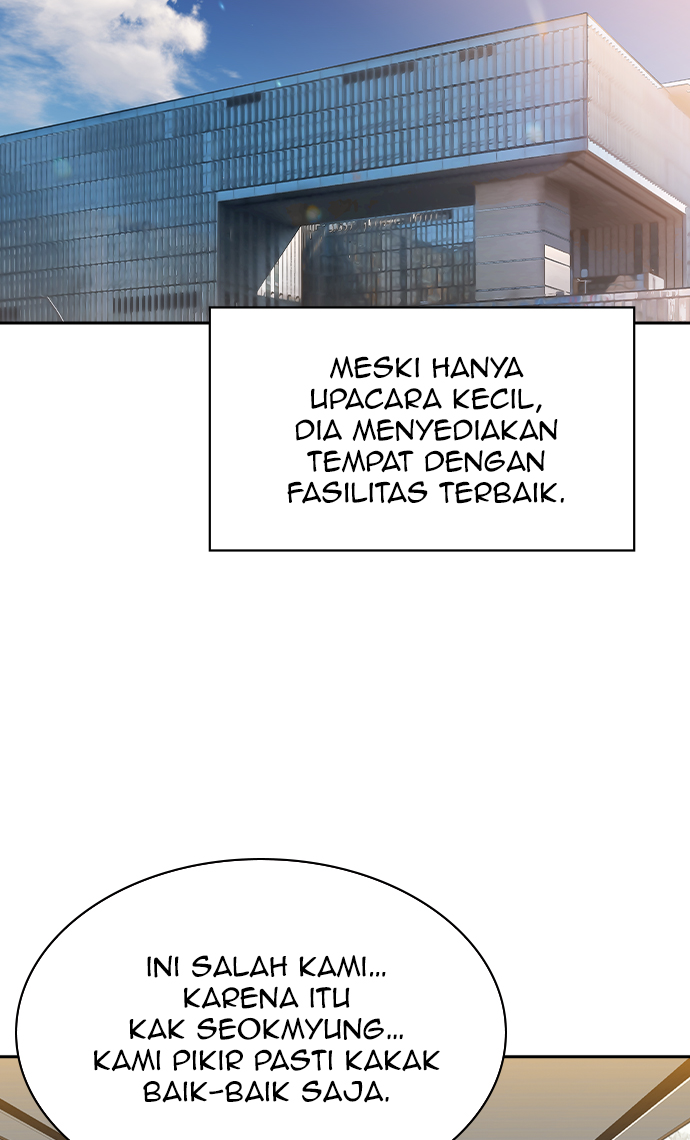 MESKI HANYA
UPACARA KECIL,
DIA MENYEDIAKAN
TEMPAT DENGAN
FASILITAS TERBAIK.
INI SALAH KAMI...
KARENA ITU
KAK SEOKMYUNG...
KAMI PIKIR PASTI KAKAK
BAIK-BAIK SAJA.